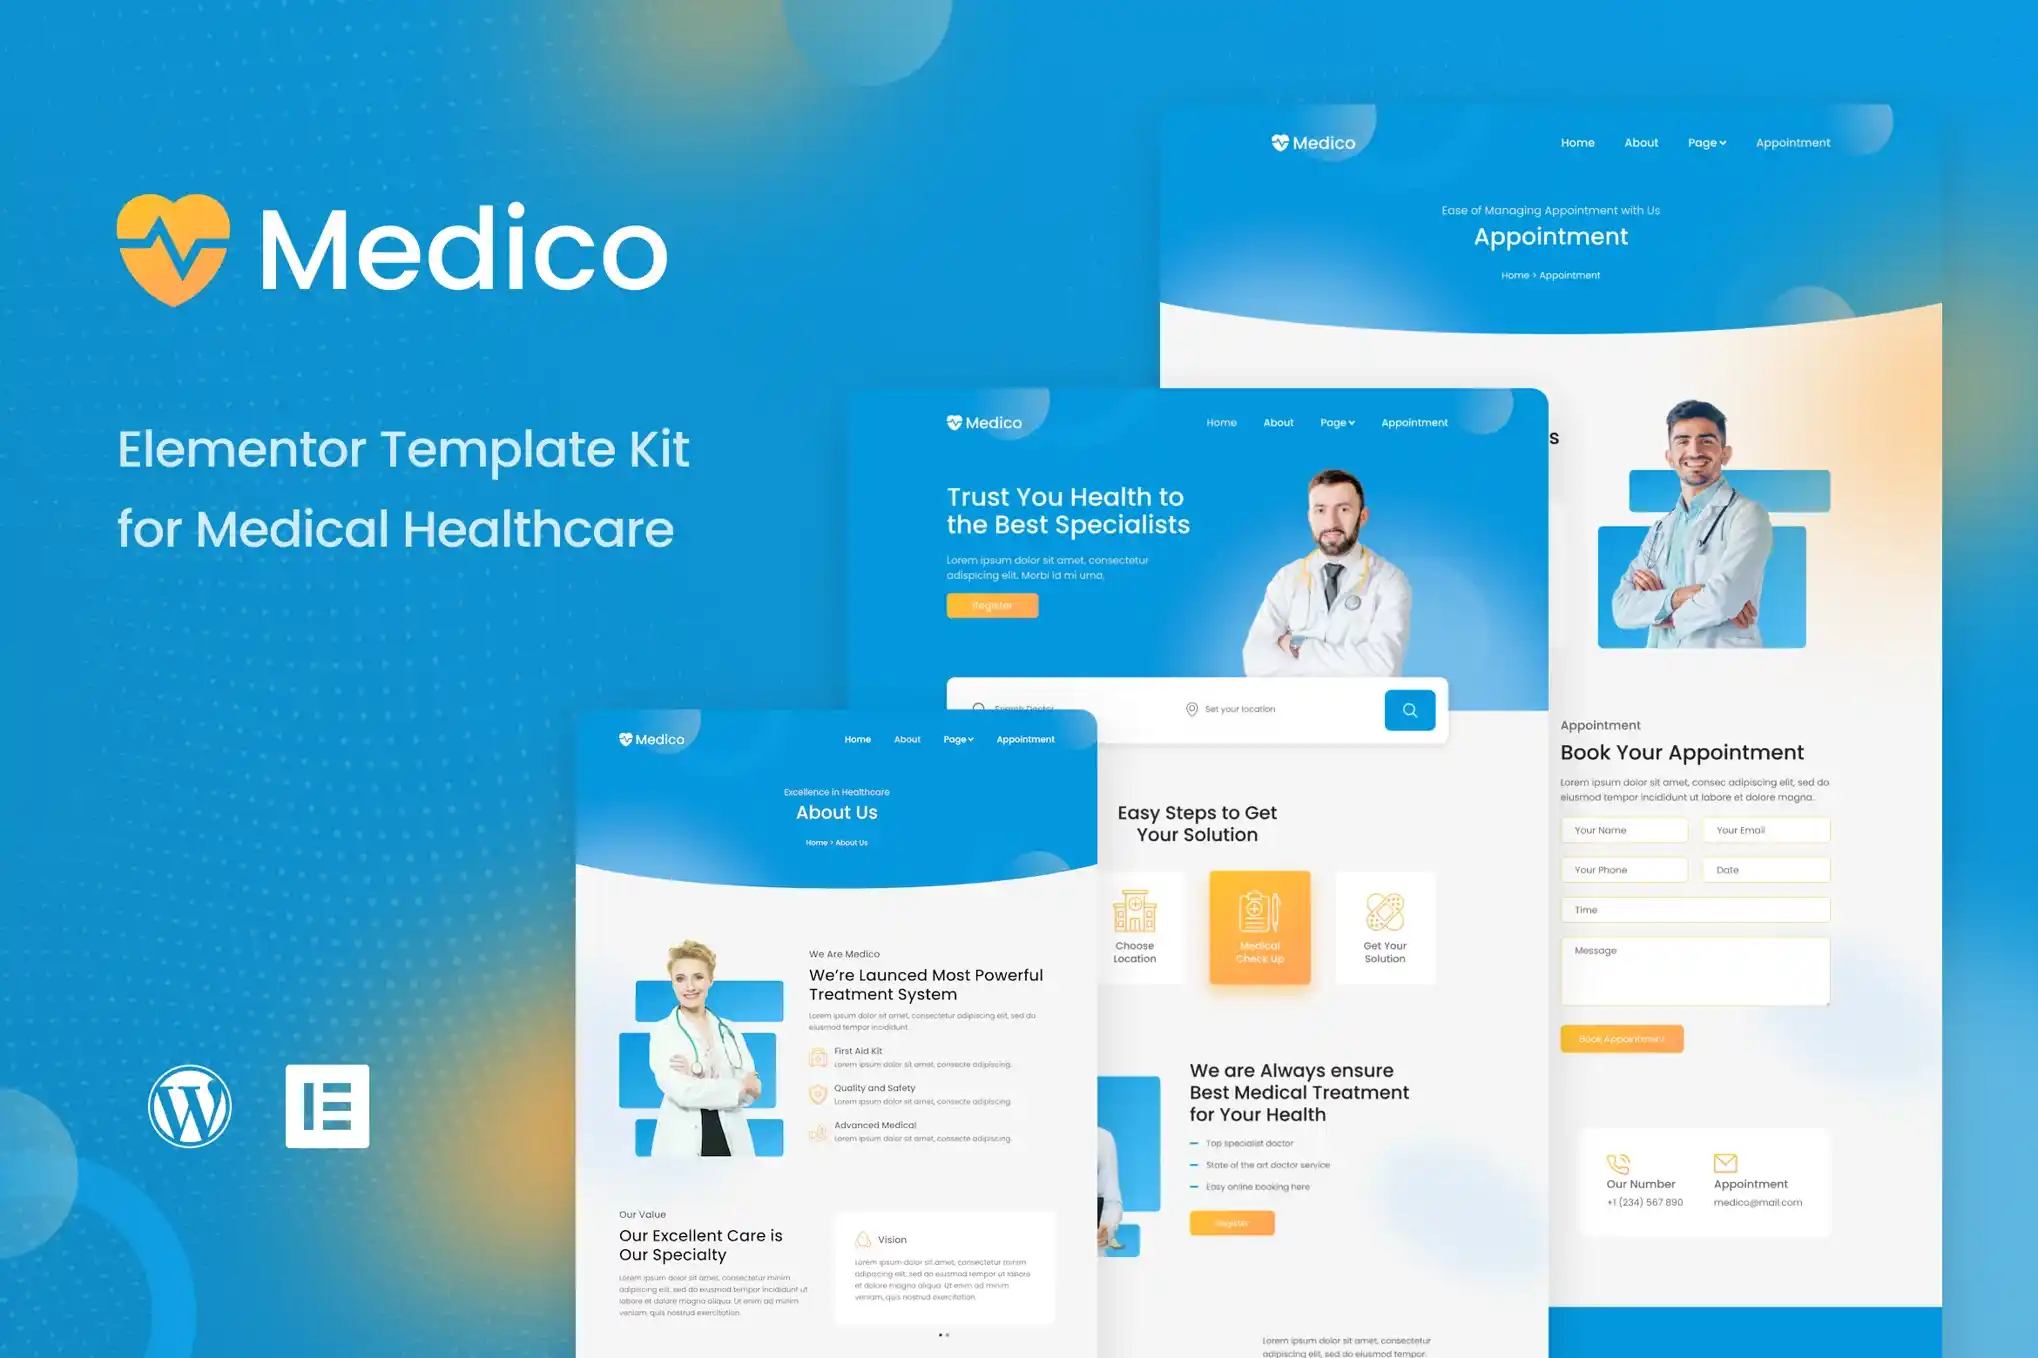 Medico
Elementor Template Kit
for Medical Healthcare
Medico
Home About Page Appointment
Ease of Managing Appointment with Us
Appointment
Home > Appointment
s
Appointment
Book Your Appointment
Lorem ipsum dolor sit amet, consec adipiscing elit, sed do
eiusmod tempor incididunt ut labore et dolore magna.
Your Name Your Email
Your Phone Date
Time
Message
Book Appointment
Our Number Appointment
+1 (234) 567 890 medico@mail.com
Medico
Home About Page Appointment
Trust You Health to
the Best Specialists
Lorem ipsum dolor sit amet, consectetur
adispicing elit. Morbi id mi urna,
Register
Search Doctor Set your location
Easy Steps to Get
Your Solution
Choose
Location
Medical
Check Up
Get Your
Solution
We are Always ensure
Best Medical Treatment
for Your Health
Top specialist doctor
State of the art doctor service
Easy online booking here
Register
Lorem ipsum dolor sit amet, consectetur
adipiscing elit, sed do eiusmod tempor.
Medico
Home About Page Appointment
Excellence in Healthcare
About Us
Home > About Us
We Are Medico
We're Launced Most Powerful
Treatment System
Lorem ipsum dolor sit amet, consectetur adipiscing elit, sed do
eiusmod tempor incididunt.
First Aid Kit
Lorem ipsum dolor sit amet, consecte adipiscing.
Quality and Safety
Lorem ipsum dolor sit amet, consecte adipiscing.
Advanced Medical
Lorem ipsum dolor sit amet, consecte adipiscing.
Our Value
Our Excellent Care is
Our Specialty
Lorem ipsum dolor sit amet, consectetur minim
adipiscing elit, sed do eiusmod tempor incididunt ut
labore et dolore magna aliqua. Ut enim ad minim
veniam, quis nostrud exercitation.
Vision
Lorem ipsum dolor sit amet, consectetur minim
adipiscing elit, sed do eiusmod tempor ut labore
et dolore magna aliqua. Ut enim ad minim
veniam, quis nostrud exercitation.